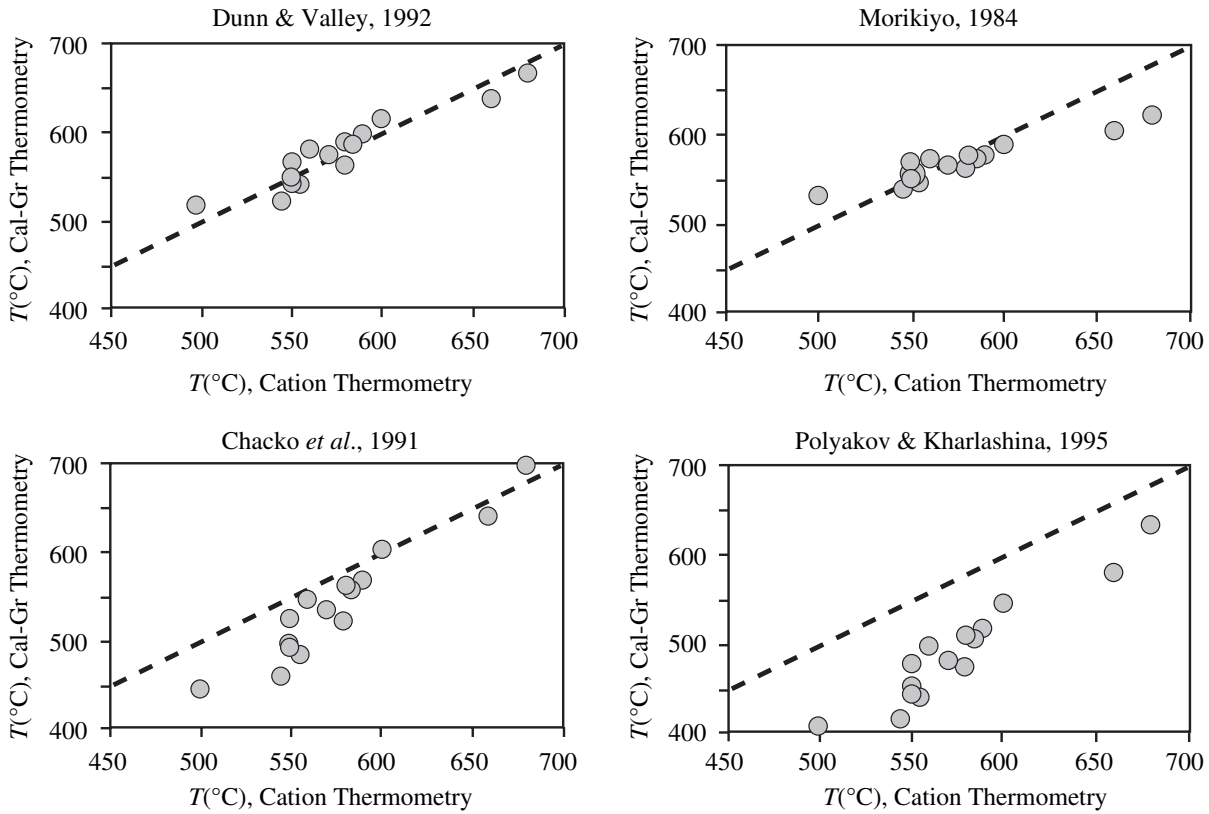 Dunn & Valley, 1992
T(°C), Cal-Gr Thermometry
700
600
500
400
450 500 550 600 650 700
T(°C), Cation Thermometry
Morikiyo, 1984
T(°C), Cal-Gr Thermometry
700
600
500
400
450 500 550 600 650 700
T(°C), Cation Thermometry
Chacko et al., 1991
T(°C), Cal-Gr Thermometry
700
600
500
400
450 500 550 600 650 700
T(°C), Cation Thermometry
Polyakov & Kharlashina, 1995
T(°C), Cal-Gr Thermometry
700
600
500
400
450 500 550 600 650 700
T(°C), Cation Thermometry